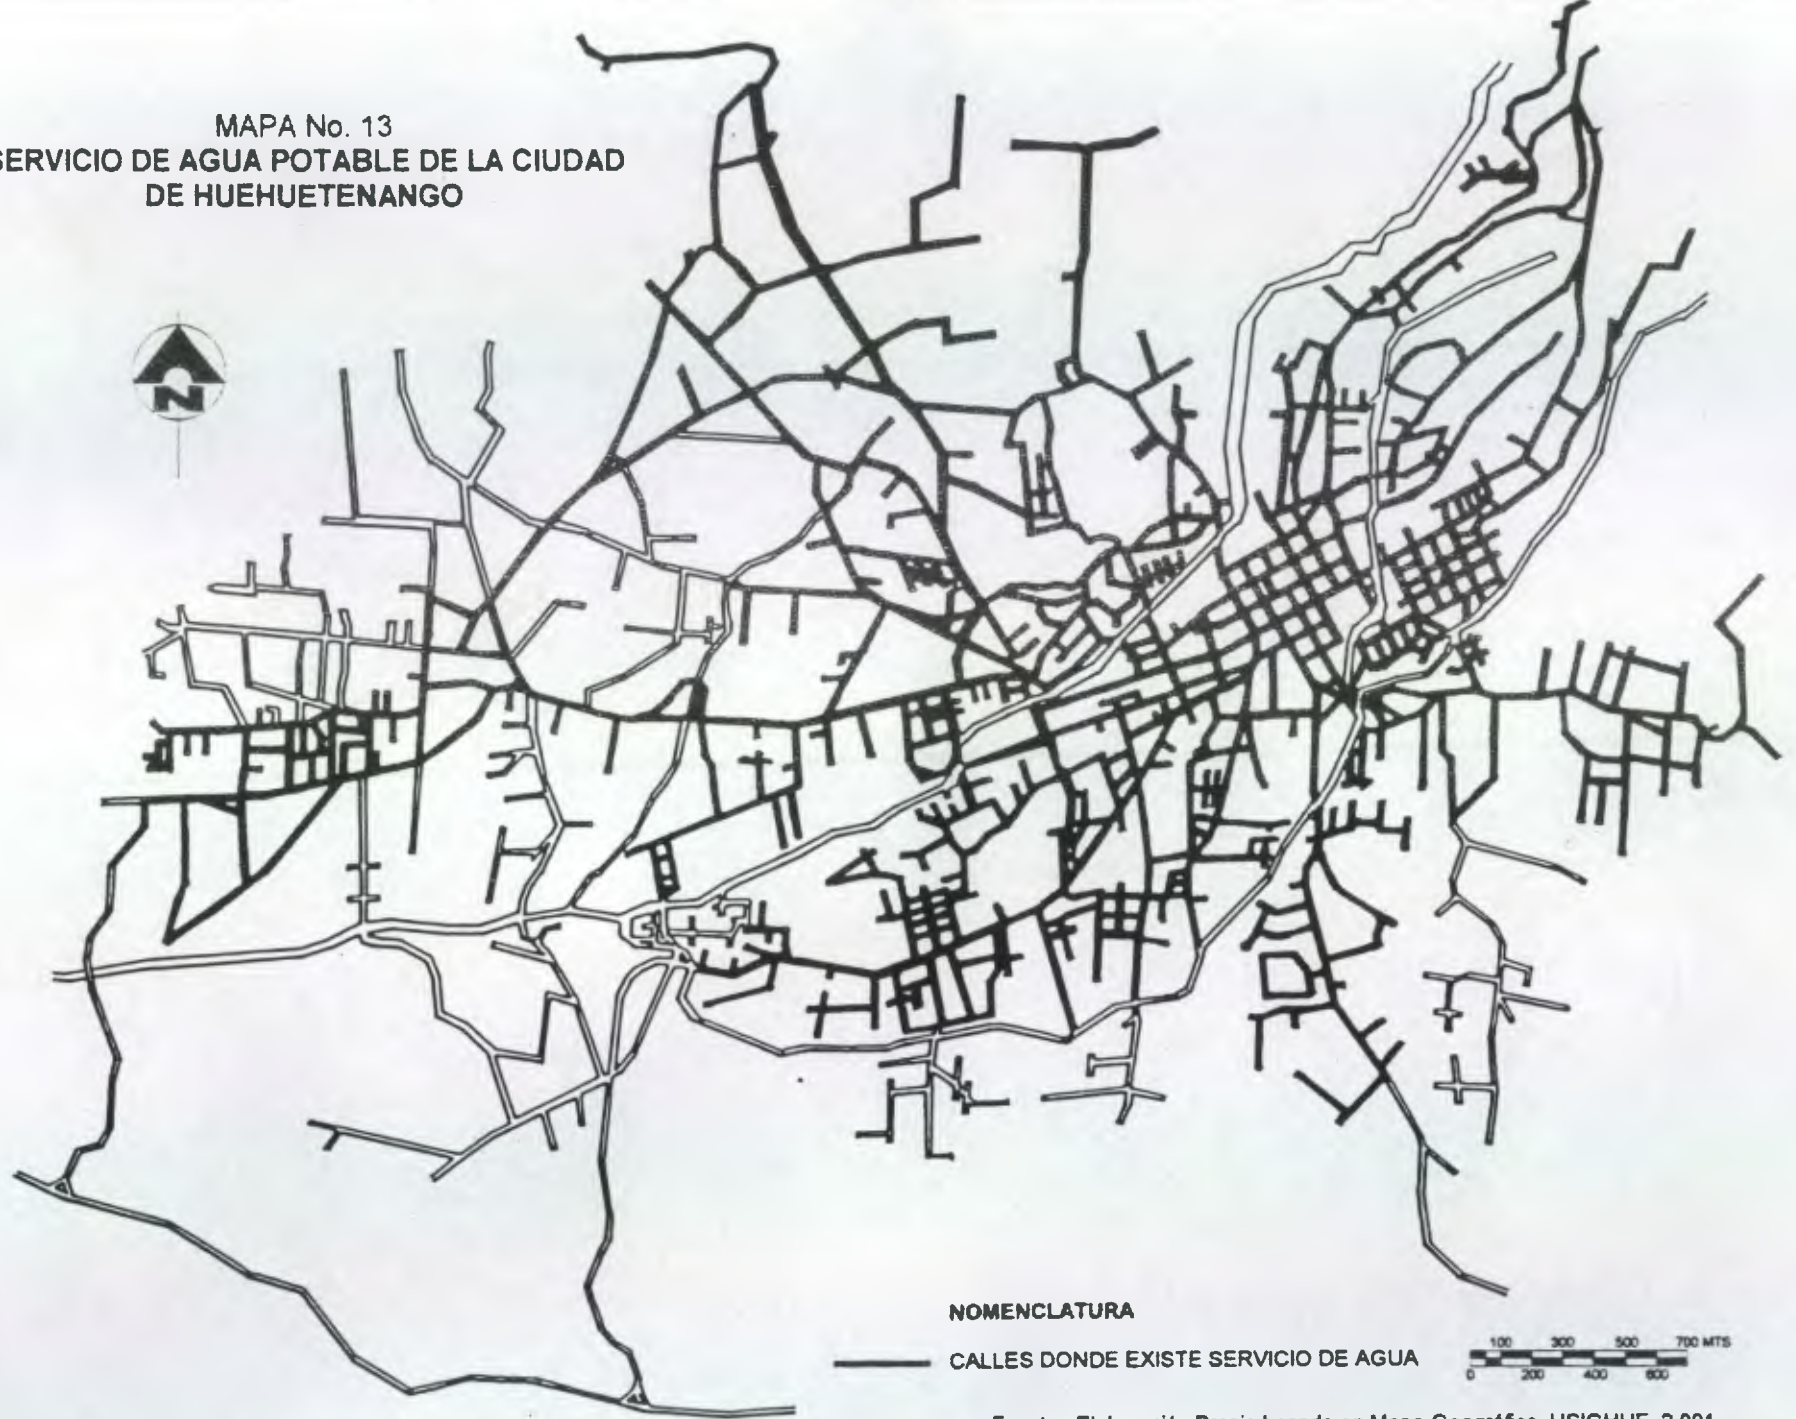 MAPA No. 13
SERVICIO DE AGUA POTABLE DE LA CIUDAD
DE HUEHUETENANGO
N
NOMENCLATURA
CALLES DONDE EXISTE SERVICIO DE AGUA
100 300 500 700 MTS
0 200 400 600